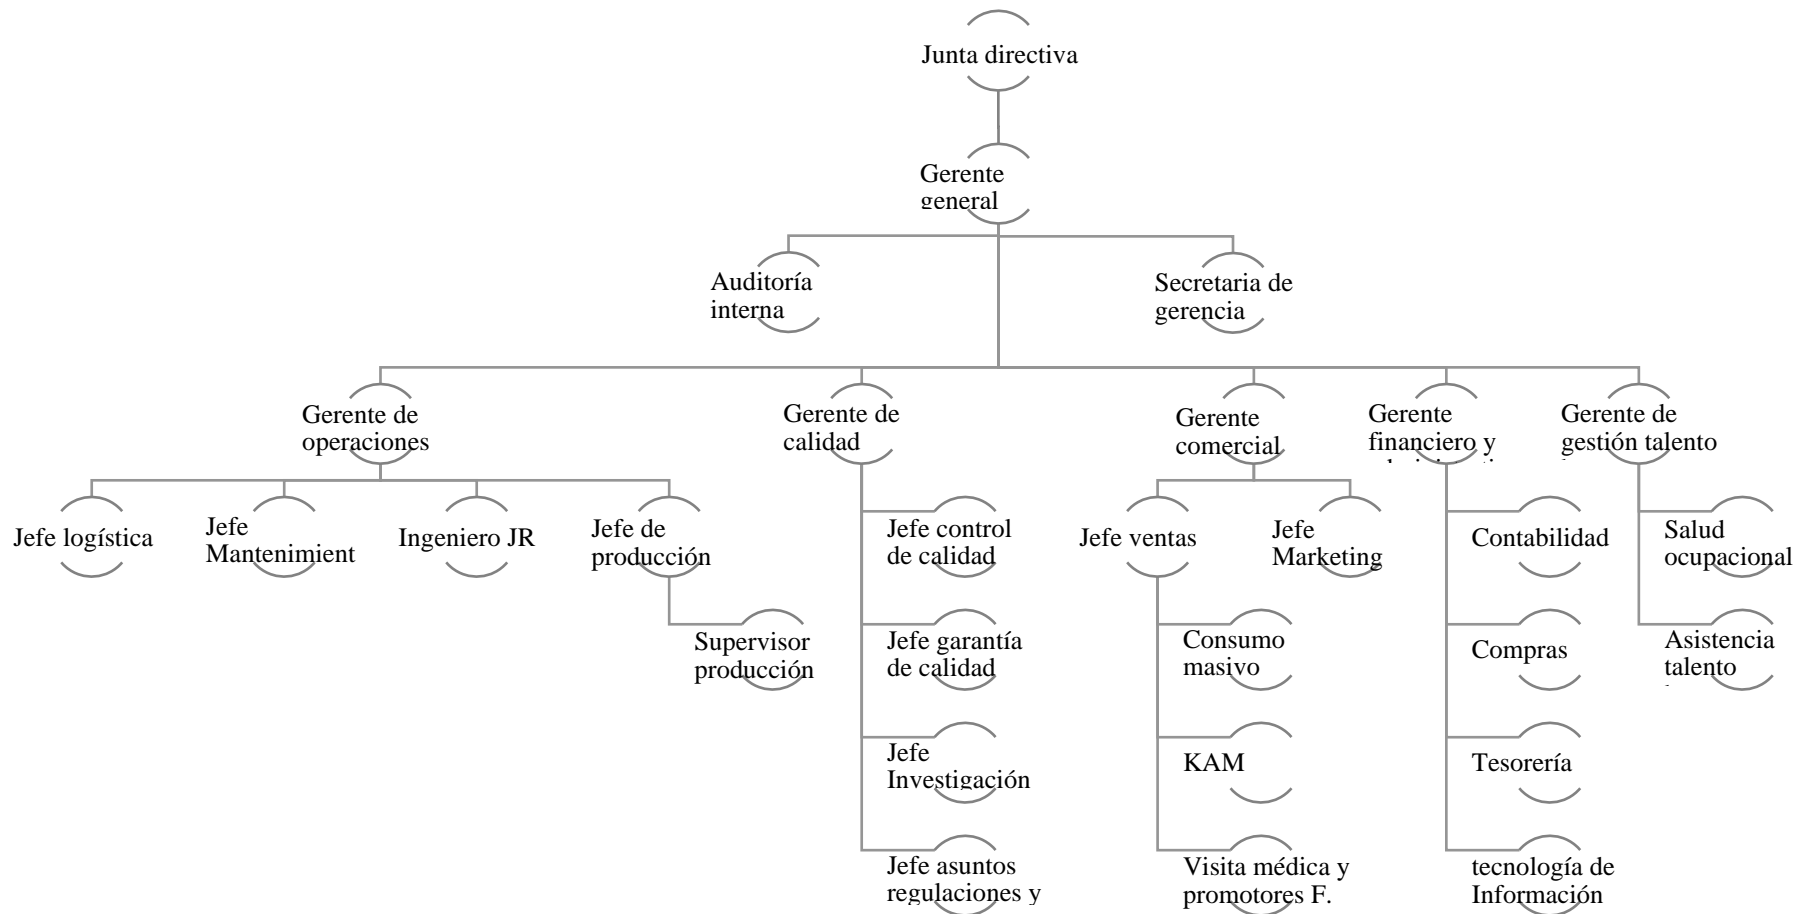 Junta directiva
Gerente
general
Auditoría
interna
Secretaria de
gerencia
Gerente de
operaciones
Gerente de
calidad
Gerente
comercial
Gerente
financiero y
Gerente de
gestión talento
Jefe logística
Jefe
Mantenimient
Ingeniero JR
Jefe de
producción
Supervisor
producción
Jefe control
de calidad
Jefe garantía
de calidad
Jefe
Investigación
Jefe asuntos
regulaciones y
Jefe ventas
Jefe
Marketing
Consumo
masivo
KAM
Visita médica y
promotores F.
Contabilidad
Compras
Tesorería
tecnología de
Información
Salud
ocupacional
Asistencia
talento